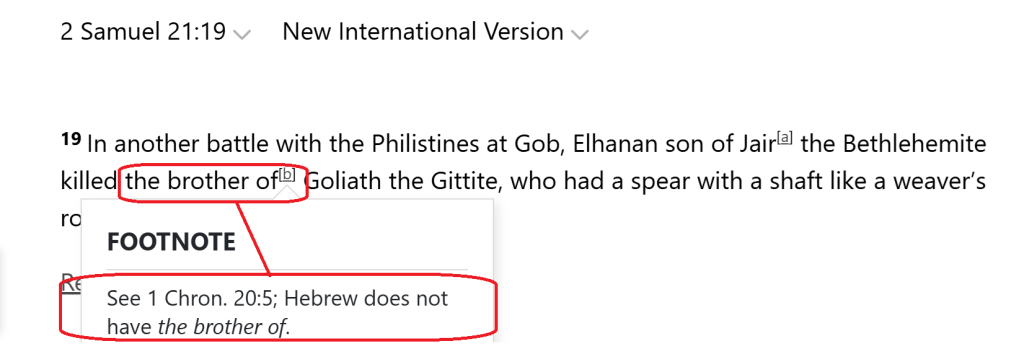 2 Samuel 21:19 New International Version
19 In another battle with the Philistines at Gob, Elhanan son of Jair[a] the Bethlehemite
killed the brother of[b] Goliath the Gittite, who had a spear with a shaft like a weaver’s
ro
FOOTNOTE
Re
See 1 Chron. 20:5; Hebrew does not
have the brother of.